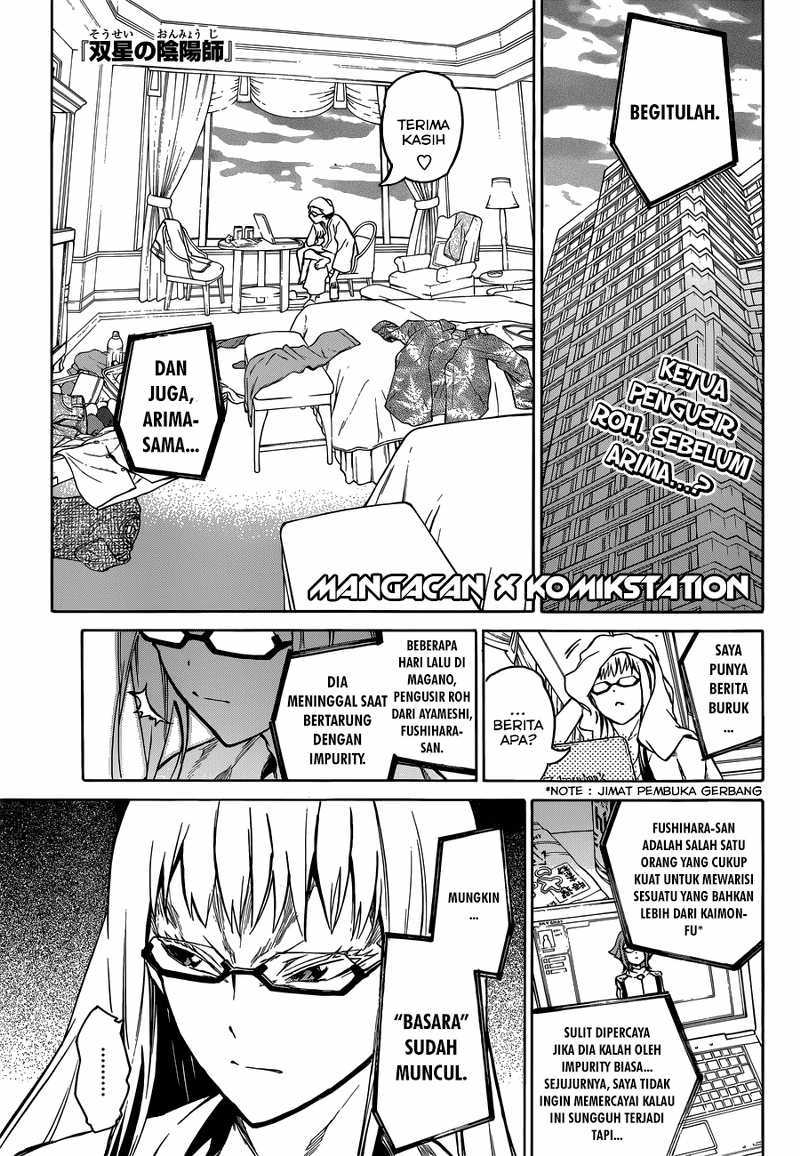 BEGITULAH.
KETUA
PENGUSIR
ROH, SEBELUM
ARIMA....?
そうせい おんみょうじ
『双星の陰陽師』
TERIMA
KASIH
♡
DAN
JUGA,
ARIMA-
SAMA...
MANGACAN X KOMIKSTATION
SAYA
PUNYA
BERITA
BURUK
...
...
BERITA
APA?
BEBERAPA
HARI LALU DI
MAGANO,
PENGUSIR ROH
DARI AYAMESHI,
FUSHIHARA-
SAN.
DIA
MENINGGAL SAAT
BERTARUNG
DENGAN
IMPURITY.
*NOTE : JIMAT PEMBUKA GERBANG
FUSHIHARA-SAN
ADALAH SALAH SATU
ORANG YANG CUKUP
KUAT UNTUK MEWARISI
SESUATU YANG BAHKAN
LEBIH DARI KAIMON-
FU*
SULIT DIPERCAYA
JIKA DIA KALAH OLEH
IMPURITY BIASA...
SEJUJURNYA, SAYA TIDAK
INGIN MEMERCAYAI KALAU
INI SUNGGUH TERJADI
TAPI...
MUNGKIN
...
"BASARA"
SUDAH
MUNCUL.
.........